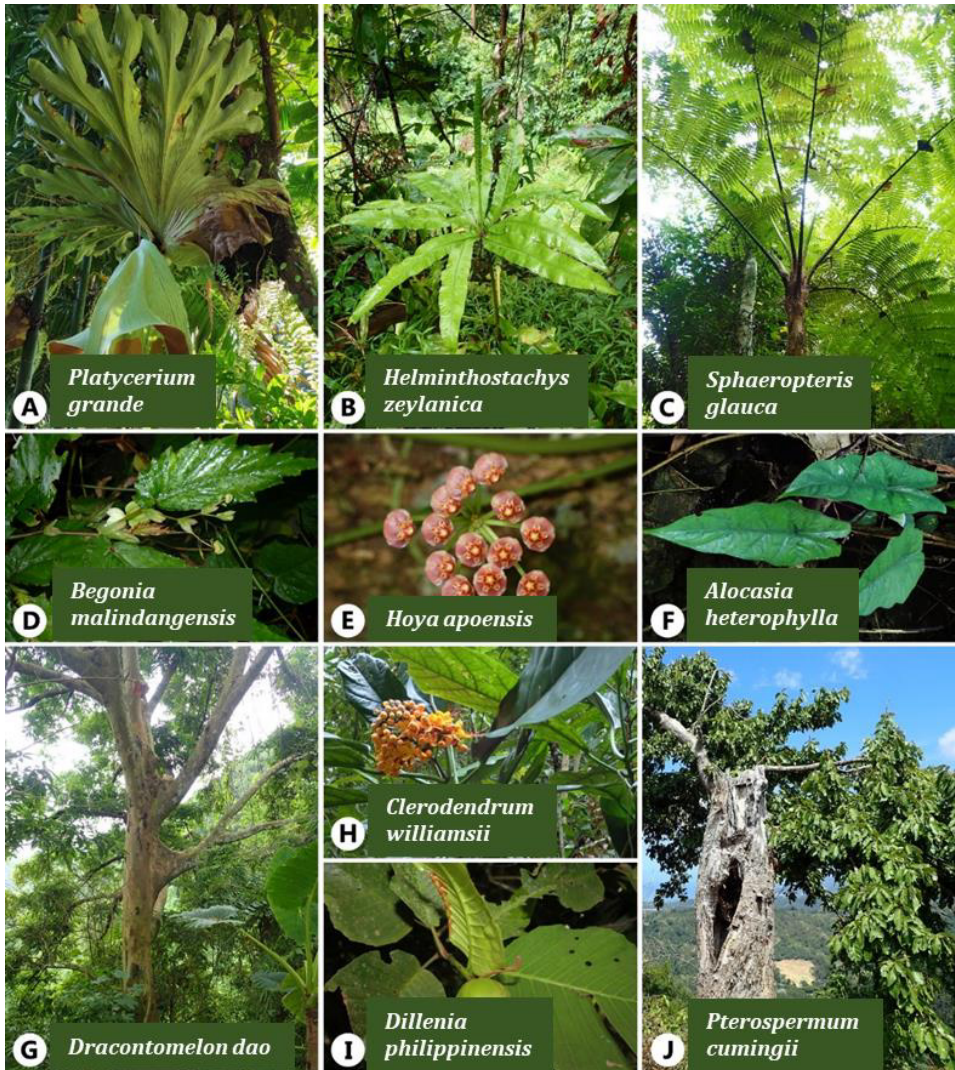 Platycerium
grande
A
Helminthostachys
zeylanica
B
Sphaeropteris
glauca
C
Begonia
malindangensis
D
Hoya apoensis
E
Alocasia
heterophylla
F
Dracontomelon dao
G
Clerodendrum
williamsii
H
Dillenia
philippinensis
I
Pterospermum
cumingii
J